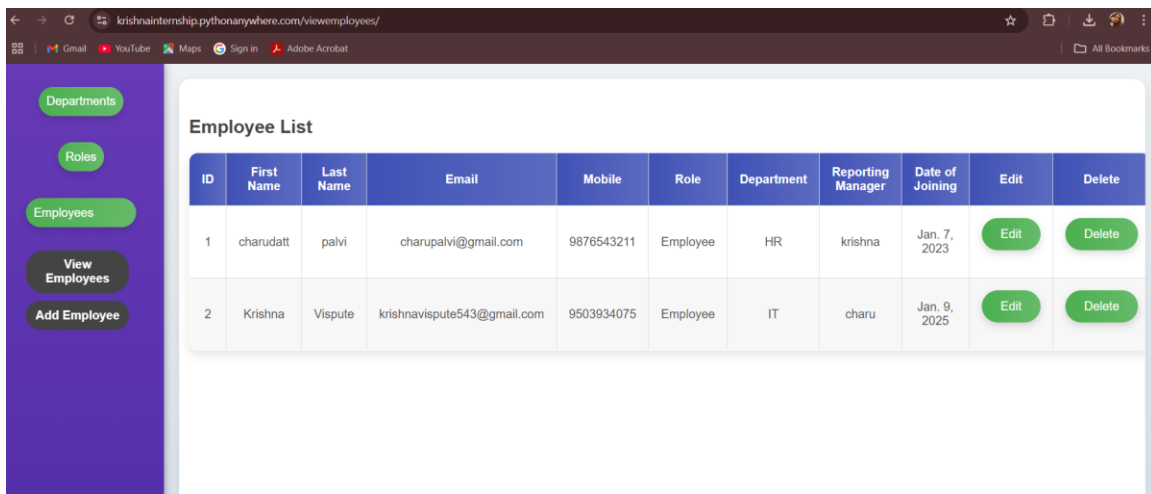 krishnainternship.pythonanywhere.com/viewemployees/
Gmail YouTube Maps Sign in Adobe Acrobat All Bookmarks
Departments
Roles
Employees
View
Employees
Add Employee
Employee List
ID First Name Last Name Email Mobile Role Department Reporting Manager Date of Joining Edit Delete
1 charudatt palvi charupalvi@gmail.com 9876543211 Employee HR krishna Jan. 7, 2023 Edit Delete
2 Krishna Vispute krishnavispute543@gmail.com 9503934075 Employee IT charu Jan. 9, 2025 Edit Delete